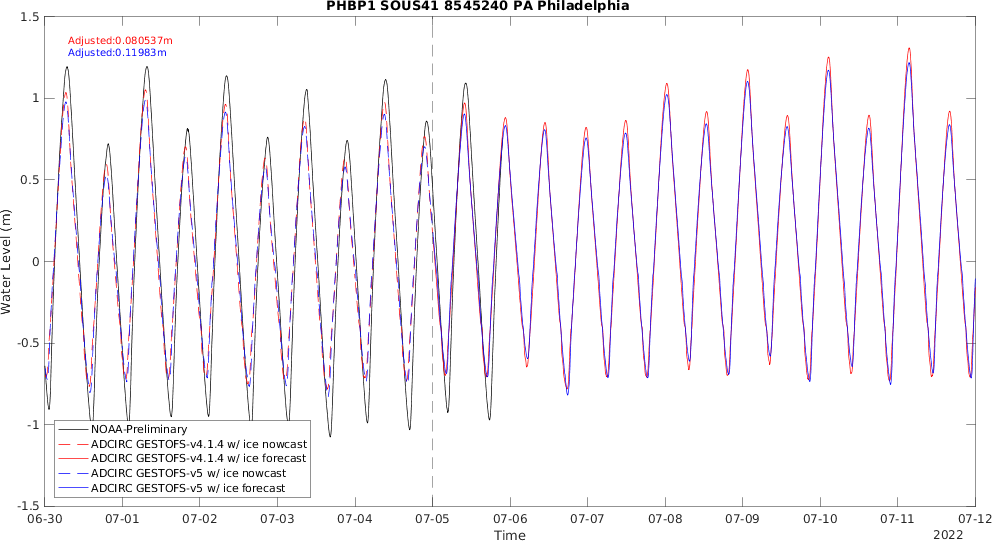 PHBP1 SOUS41 8545240 PA Philadelphia
Adjusted:0.080537m
Adjusted:0.11983m
Water Level (m)
1.5
1
0.5
0
-0.5
-1
-1.5
NOAA-Preliminary
ADCIRC GESTOFS-v4.1.4 w/ ice nowcast
ADCIRC GESTOFS-v4.1.4 w/ ice forecast
ADCIRC GESTOFS-v5 w/ ice nowcast
ADCIRC GESTOFS-v5 w/ ice forecast
06-30 07-01 07-02 07-03 07-04 07-05 07-06 07-07 07-08 07-09 07-10 07-11 07-12
Time
2022